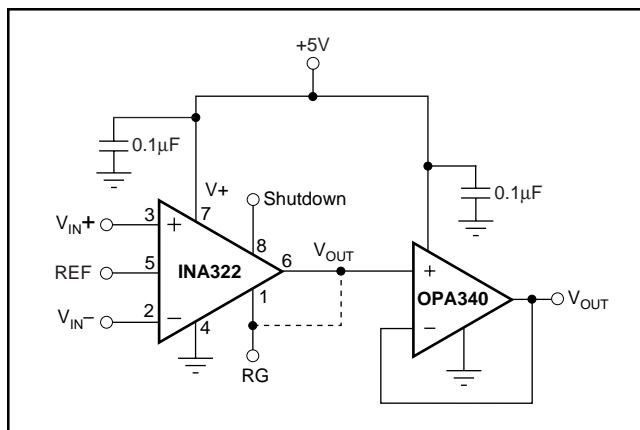 +5V
0.1μF
V+
Shutdown
0.1μF
VIN+
3
+
7
8
REF
5
INA322
6
VOUT
+
OPA340
VOUT
VIN−
2
−
1
−
4
RG